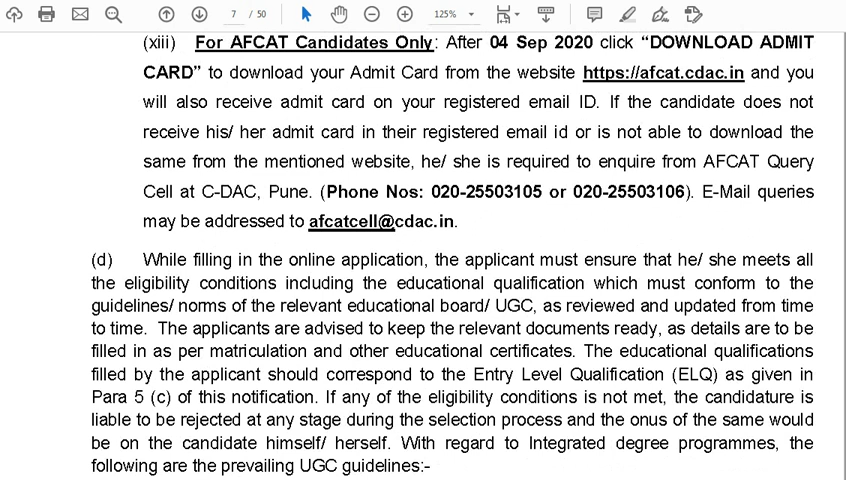 7 / 50
125%
(xiii) For AFCAT Candidates Only: After 04 Sep 2020 click “DOWNLOAD ADMIT
CARD” to download your Admit Card from the website https://afcat.cdac.in and you
will also receive admit card on your registered email ID. If the candidate does not
receive his/ her admit card in their registered email id or is not able to download the
same from the mentioned website, he/ she is required to enquire from AFCAT Query
Cell at C-DAC, Pune. (Phone Nos: 020-25503105 or 020-25503106). E-Mail queries
may be addressed to afcatcell@cdac.in.
(d) While filling in the online application, the applicant must ensure that he/ she meets all
the eligibility conditions including the educational qualification which must conform to the
guidelines/ norms of the relevant educational board/ UGC, as reviewed and updated from time
to time. The applicants are advised to keep the relevant documents ready, as details are to be
filled in as per matriculation and other educational certificates. The educational qualifications
filled by the applicant should correspond to the Entry Level Qualification (ELQ) as given in
Para 5 (c) of this notification. If any of the eligibility conditions is not met, the candidature is
liable to be rejected at any stage during the selection process and the onus of the same would
be on the candidate himself/ herself. With regard to Integrated degree programmes, the
following are the prevailing UGC guidelines:-